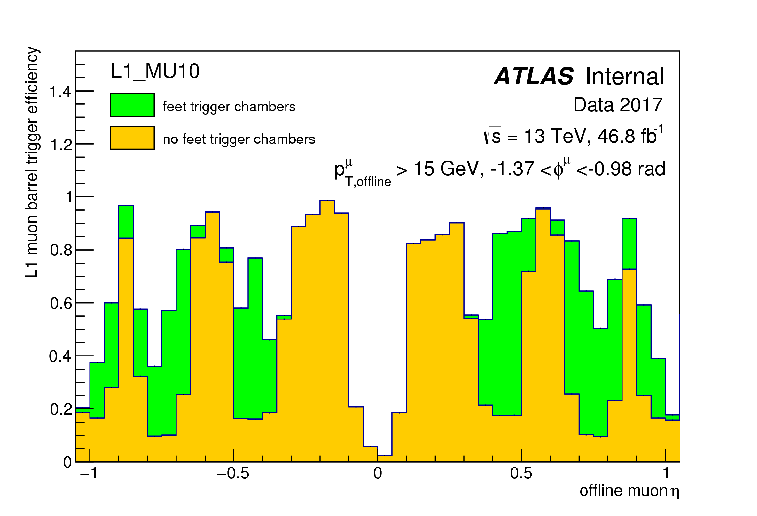 L1 muon barrel trigger efficiency
L1_MU10
feet trigger chambers
no feet trigger chambers
ATLAS Internal
Data 2017
√s = 13 TeV, 46.8 fb⁻¹
p^μ_T,offline > 15 GeV, -1.37 <ϕ^μ <-0.98 rad
1.4
1.2
1
0.8
0.6
0.4
0.2
0
−1 −0.5 0 0.5 1
offline muon η